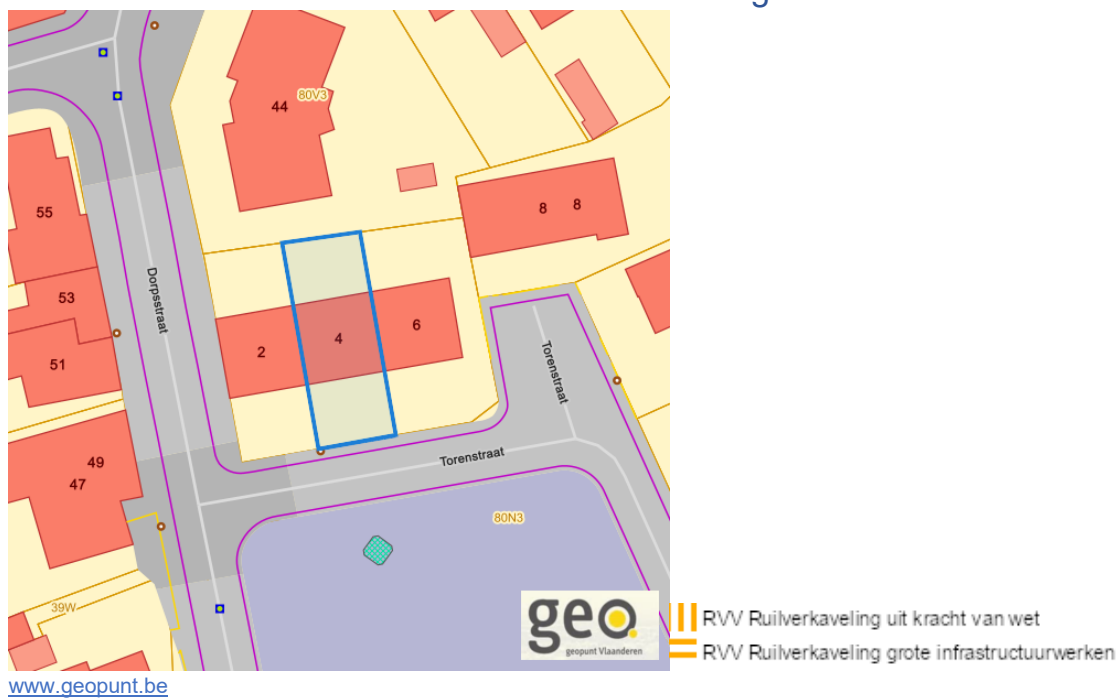 g
44
80V3
55
8 8
Dorpsstraat
53
6
4
2
51
Torenstraat
Torenstraat
49
47
80N3
39W
geo
geopunt Vlaanderen
RVV Ruilverkaveling uit kracht van wet
RVV Ruilverkaveling grote infrastructuurwerken
www.geopunt.be